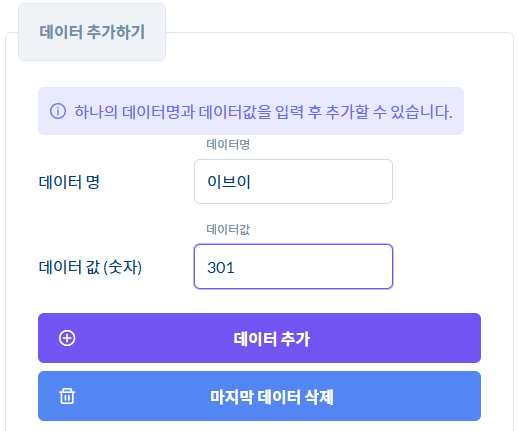 데이터 추가하기
하나의 데이터명과 데이터값을 입력 후 추가할 수 있습니다.
데이터명
데이터 명
이브이
데이터값
데이터 값 (숫자)
301
데이터 추가
마지막 데이터 삭제